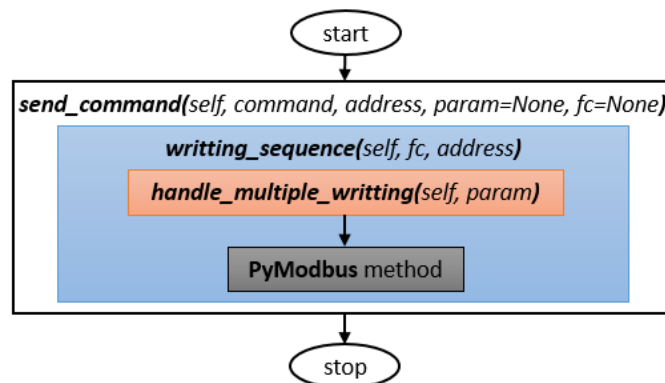 start
send_command(self, command, address, param=None, fc=None)
writting_sequence(self, fc, address)
handle_multiple_writting(self, param)
PyModbus method
stop